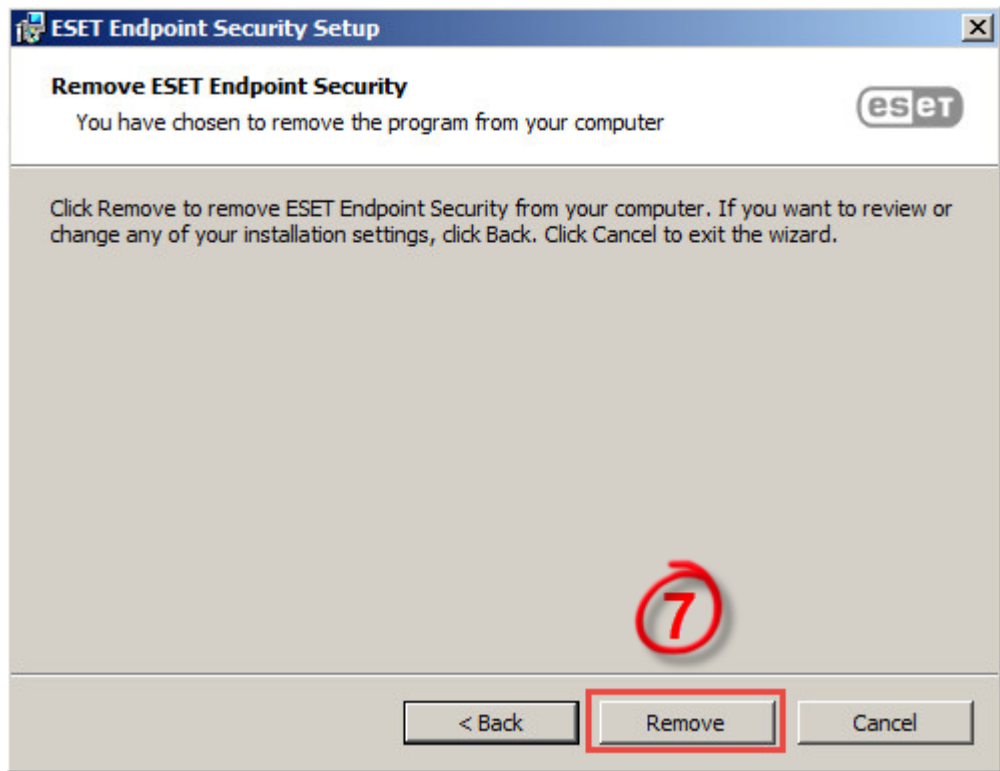 ESET Endpoint Security Setup
Remove ESET Endpoint Security
You have chosen to remove the program from your computer
eseT
Click Remove to remove ESET Endpoint Security from your computer. If you want to review or
change any of your installation settings, click Back. Click Cancel to exit the wizard.
7
< Back Remove Cancel